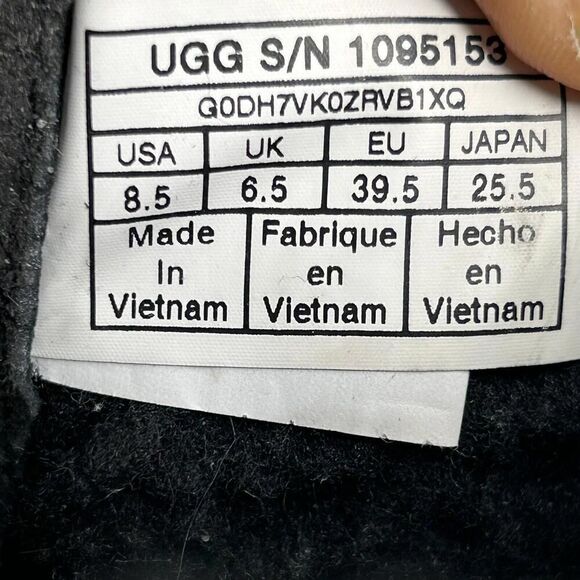 UGG S/N 1095153
G0DH7VK0ZRVB1XQ
USA UK EU JAPAN
8.5 6.5 39.5 25.5
Made Fabrique Hecho
In en en
Vietnam Vietnam Vietnam